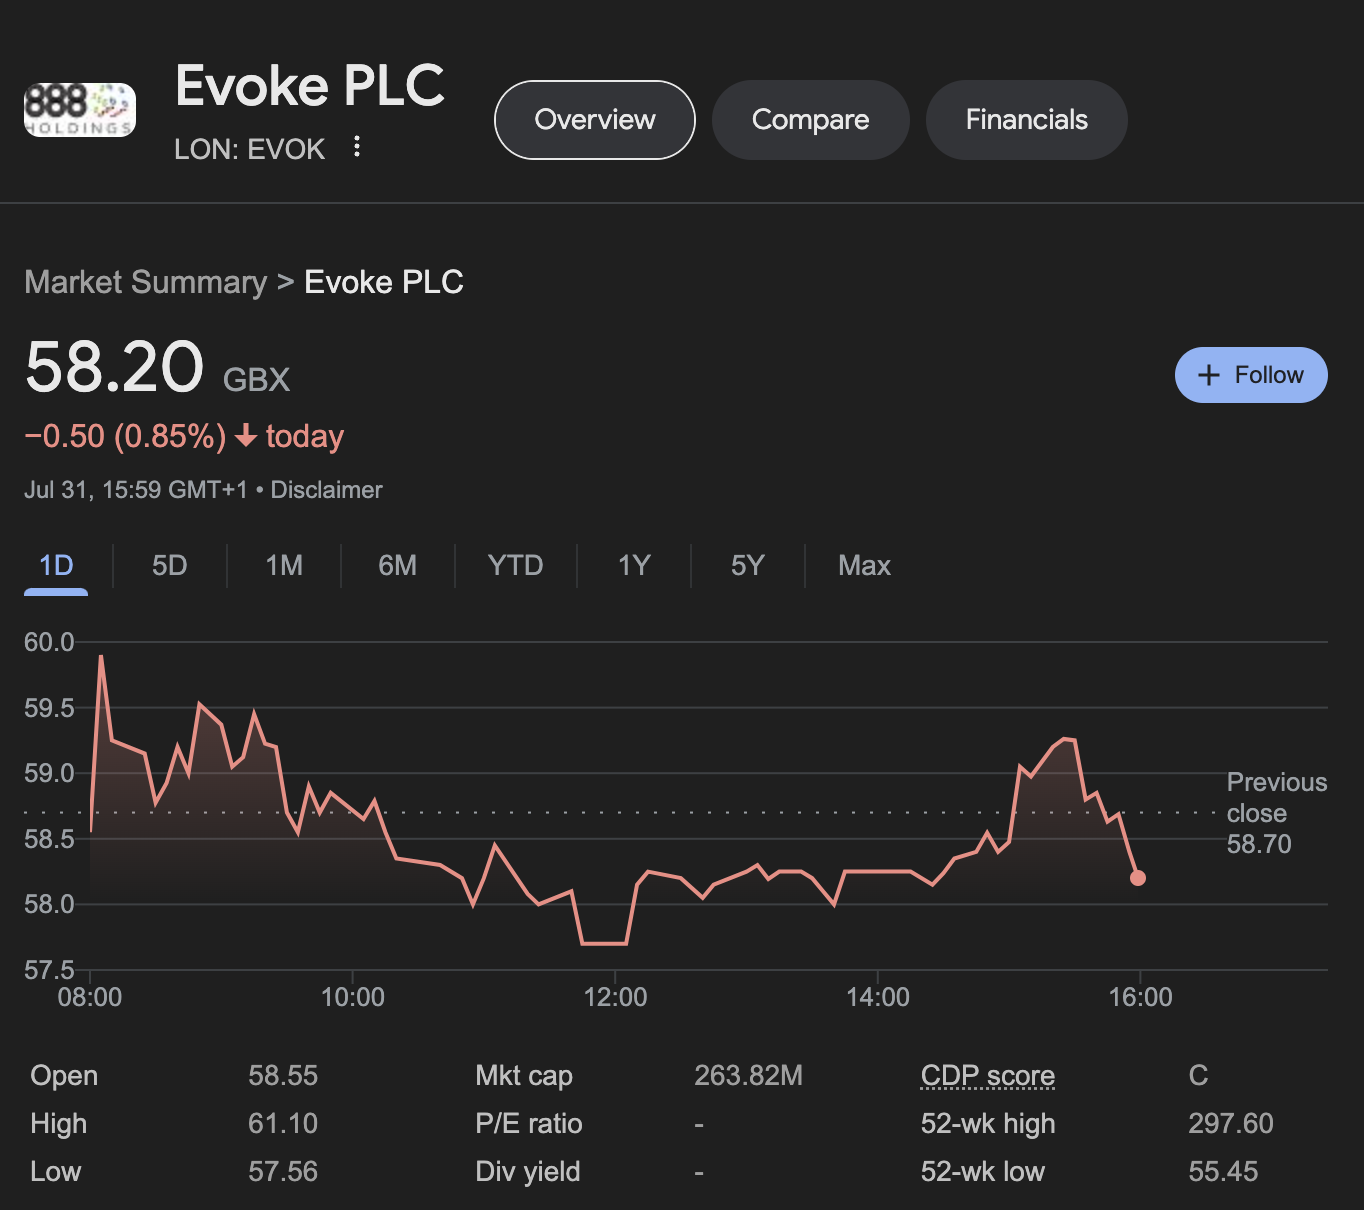 888
HOLDINGS
Evoke PLC
LON: EVOK
Overview
Compare
Financials
Market Summary > Evoke PLC
58.20 GBX
−0.50 (0.85%) ↓ today
Jul 31, 15:59 GMT+1 • Disclaimer
+ Follow
1D
5D
1M
6M
YTD
1Y
5Y
Max
60.0
59.5
59.0
58.5
58.0
57.5
Previous
close
58.70
08:00
10:00
12:00
14:00
16:00
Open 58.55
High 61.10
Low 57.56
Mkt cap 263.82M
P/E ratio -
Div yield -
CDP score C
52-wk high 297.60
52-wk low 55.45